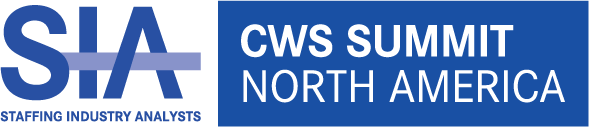 SIA
STAFFING INDUSTRY ANALYSTS
CWS SUMMIT
NORTH AMERICA